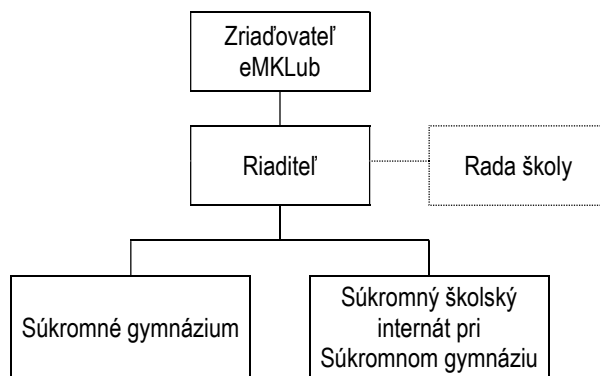 Zriaďovateľ
eMKLub
Riaditeľ
Rada školy
Súkromné gymnázium
Súkromný školský
internát pri
Súkromnom gymnáziu